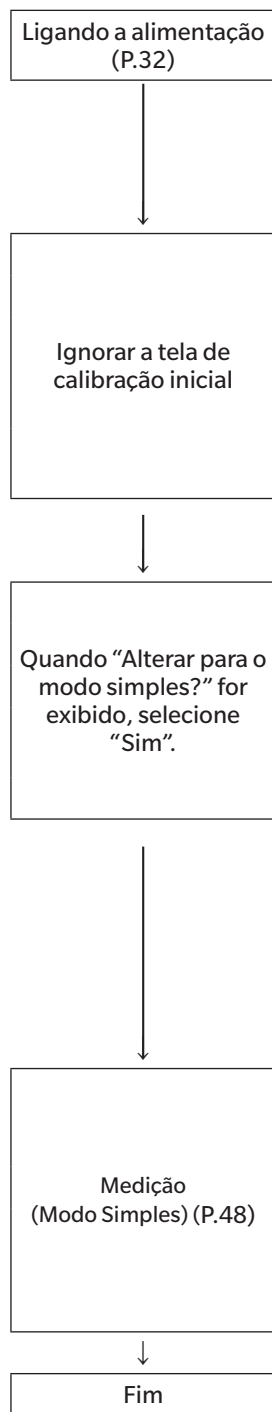 Ligando a alimentação
(P.32)
Ignorar a tela de
calibração inicial
Quando “Alterar para o
modo simples?” for
exibido, selecione
“Sim”.
Medição
(Modo Simples) (P.48)
Fim